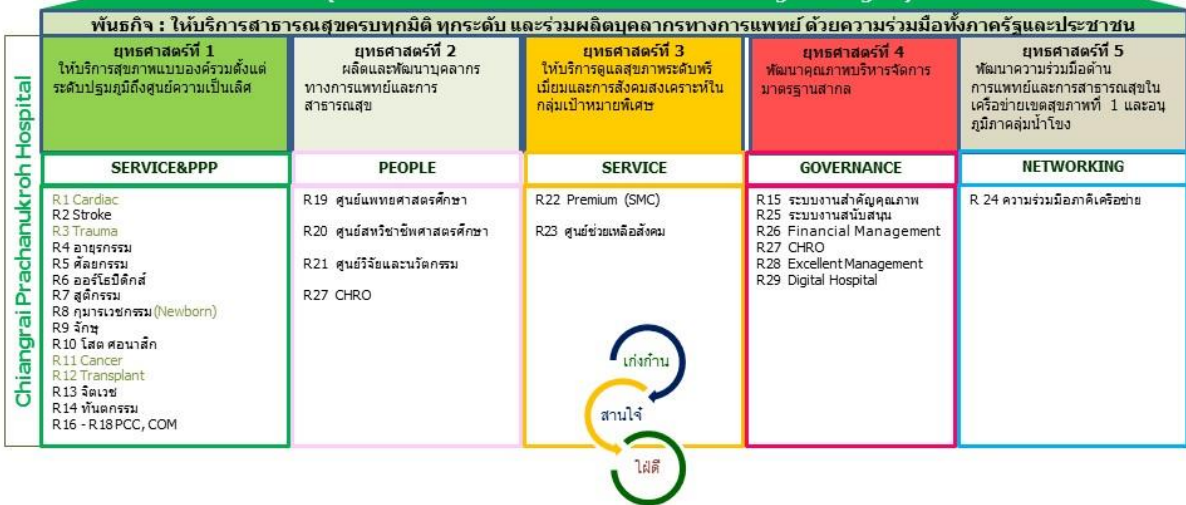 พันธกิจ : ให้บริการสาธารณสุขครบทุกมิติ ทุกระดับ และร่วมผลิตบุคลากรทางการแพทย์ ด้วยความร่วมมือทั้งภาครัฐและประชาชน
Chiangrai Prachanukroh Hospital
ยุทธศาสตร์ที่ 1
ให้บริการสุขภาพแบบองค์รวมตั้งแต่
ระดับปฐมภูมิถึงศูนย์ความเป็นเลิศ
SERVICE&PPP
R1 Cardiac
R2 Stroke
R3 Trauma
R4 อายุรกรรม
R5 ศัลยกรรม
R6 ออร์โธปิดิกส์
R7 สูติกรรม
R8 กุมารเวชกรรม (Newborn)
R9 จักษุ
R10 โสต ศอ นาสิก
R11 Cancer
R12 Transplant
R13 จิตเวช
R14 ทันตกรรม
R16 - R18 PCC, COM
ยุทธศาสตร์ที่ 2
ผลิตและพัฒนาบุคลากร
ทางการแพทย์และการ
สาธารณสุข
PEOPLE
R19 ศูนย์แพทยศาสตรศึกษา
R20 ศูนย์สหวิชาชีพศาสตรศึกษา
R21 ศูนย์วิจัยและนวัตกรรม
R27 CHRO
ยุทธศาสตร์ที่ 3
ให้บริการดูแลสุขภาพระดับพรี
เมี่ยมและการสังคมสงเคราะห์ใน
กลุ่มเป้าหมายพิเศษ
SERVICE
R22 Premium (SMC)
R23 ศูนย์ช่วยเหลือสังคม
เก่งก๋าน
สานใจ๋
ใฝ่ดี
ยุทธศาสตร์ที่ 4
พัฒนาคุณภาพบริหารจัดการ
มาตรฐานสากล
GOVERNANCE
R15 ระบบงานสำคัญคุณภาพ
R25 ระบบงานสนับสนุน
R26 Financial Management
R27 CHRO
R28 Excellent Management
R29 Digital Hospital
ยุทธศาสตร์ที่ 5
พัฒนาความร่วมมือด้าน
การแพทย์และการสาธารณสุขใน
เครือข่ายเขตสุขภาพที่ 1 และอนุ
ภูมิภาคลุ่มน้ำโขง
NETWORKING
R 24 ความร่วมมือภาคีเครือข่าย